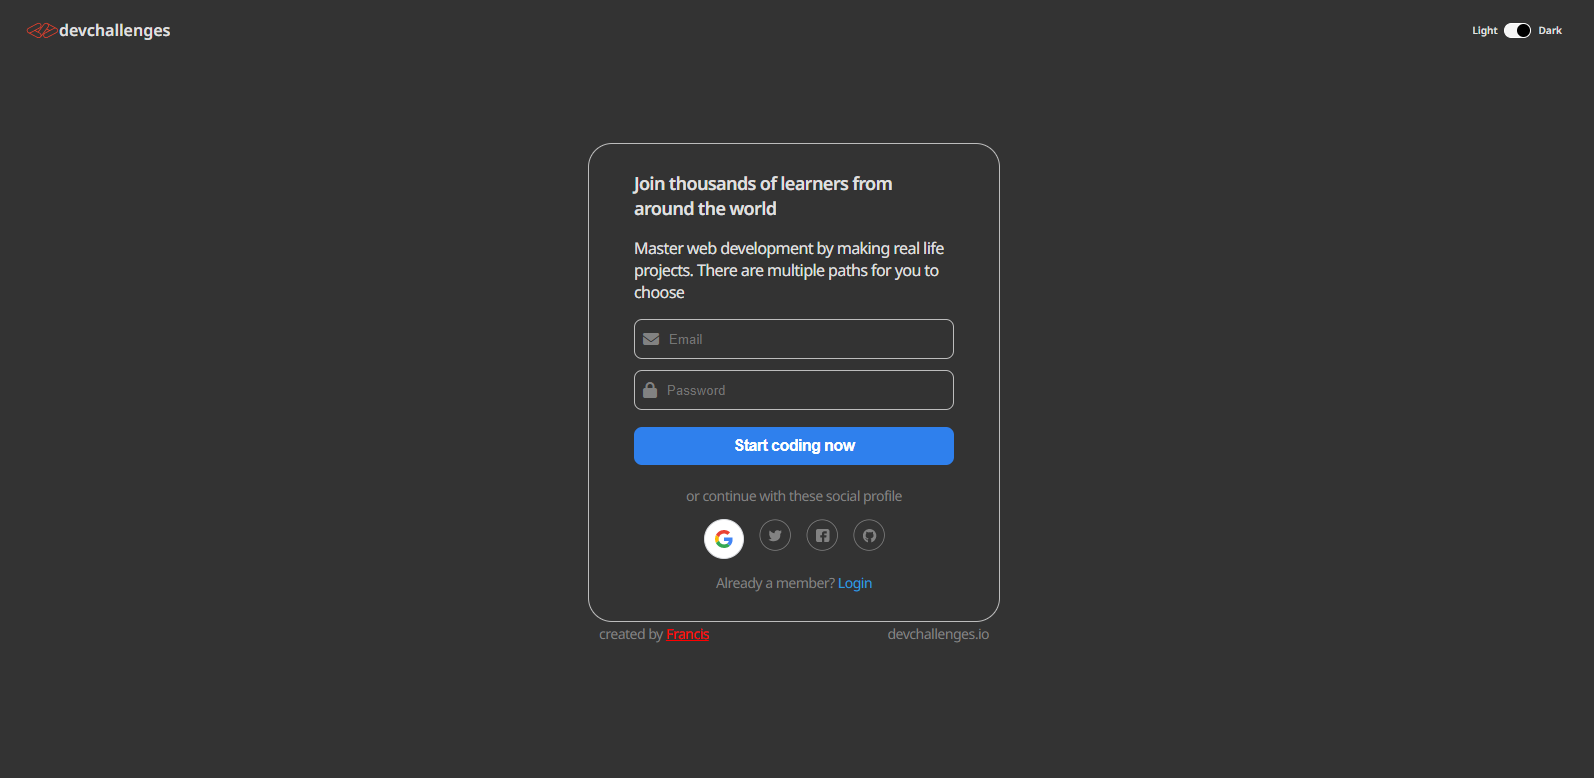 devchallenges
Light Dark
Join thousands of learners from
around the world
Master web development by making real life
projects. There are multiple paths for you to
choose
Email
Password
Start coding now
or continue with these social profile
Already a member? Login
created by Francis
devchallenges.io